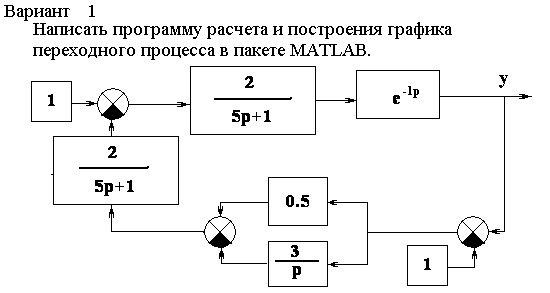 Вариант 1
Написать программу расчета и построения графика
переходного процесса в пакете MATLAB.
y
1
2
5p+1
e^-1p
2
5p+1
0.5
3
p
1